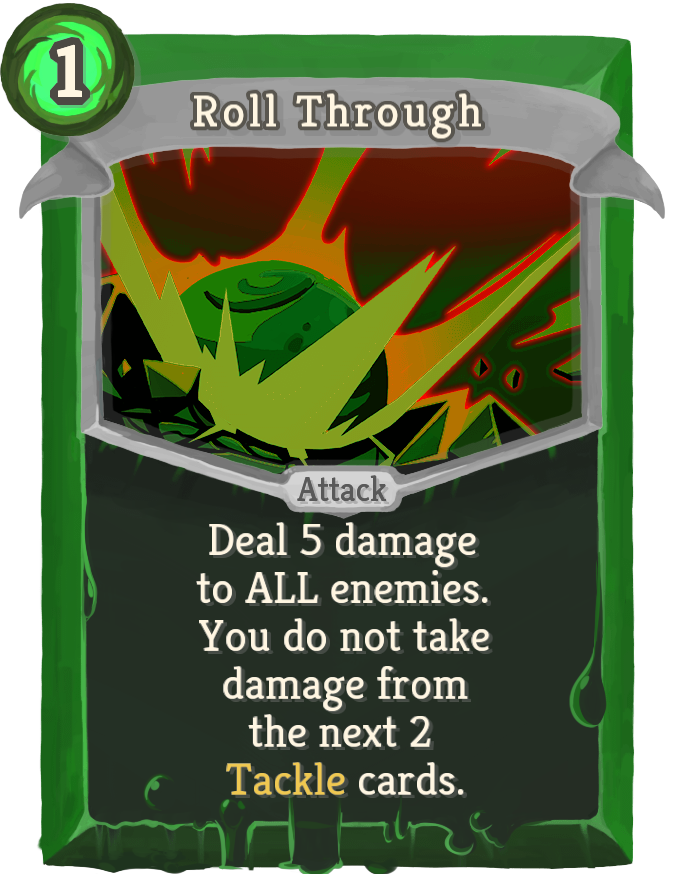 1
Roll Through
Attack
Deal 5 damage
to ALL enemies.
You do not take
damage from
the next 2
Tackle cards.